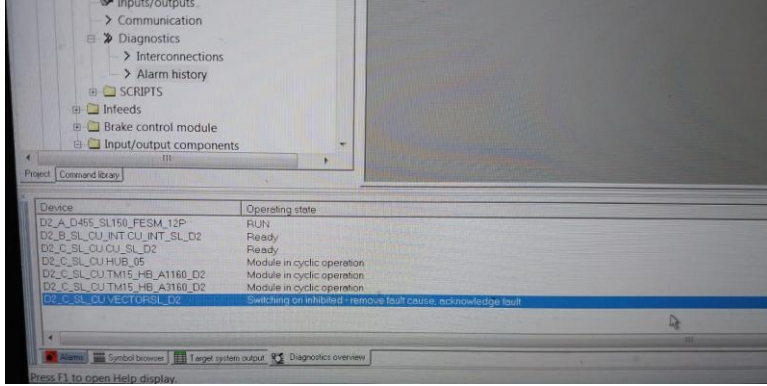 Inputs/outputs
Communication
Diagnostics
Interconnections
Alarm history
SCRIPTS
Infeeds
Brake control module
Input/output components
Project Command library
Device Operating state
D2_A_D455_SL150_FESM_12P RUN
D2_B_SL_CU_INT.CU_INT_SL_D2 Ready
D2_C_SL_CU.CU_SL_D2 Ready
D2_C_SL_CU.HUB_05 Module in cyclic operation
D2_C_SL_CU.TM15_HB_A1160_D2 Module in cyclic operation
D2_C_SL_CU.TM15_HB_A3160_D2 Module in cyclic operation
D2_C_SL_CU.VECTORSL_D2 Switching on inhibited - remove fault cause, acknowledge fault
Alarms Symbol browser Target system output Diagnostics overview
Press F1 to open Help display.